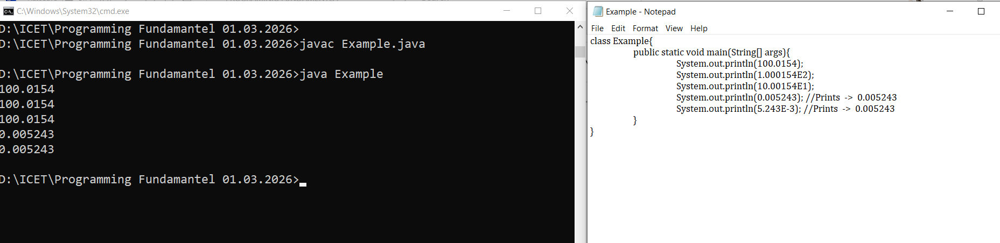 C:\Windows\System32\cmd.exe
D:\ICET\Programming Fundamantel 01.03.2026>
D:\ICET\Programming Fundamantel 01.03.2026>javac Example.java
D:\ICET\Programming Fundamantel 01.03.2026>java Example
100.0154
100.0154
100.0154
0.005243
0.005243
D:\ICET\Programming Fundamantel 01.03.2026>
Example - Notepad
File Edit Format View Help
class Example{
public static void main(String[] args){
System.out.println(100.0154);
System.out.println(1.000154E2);
System.out.println(10.00154E1);
System.out.println(0.005243); //Prints -> 0.005243
System.out.println(5.243E-3); //Prints -> 0.005243
}
}